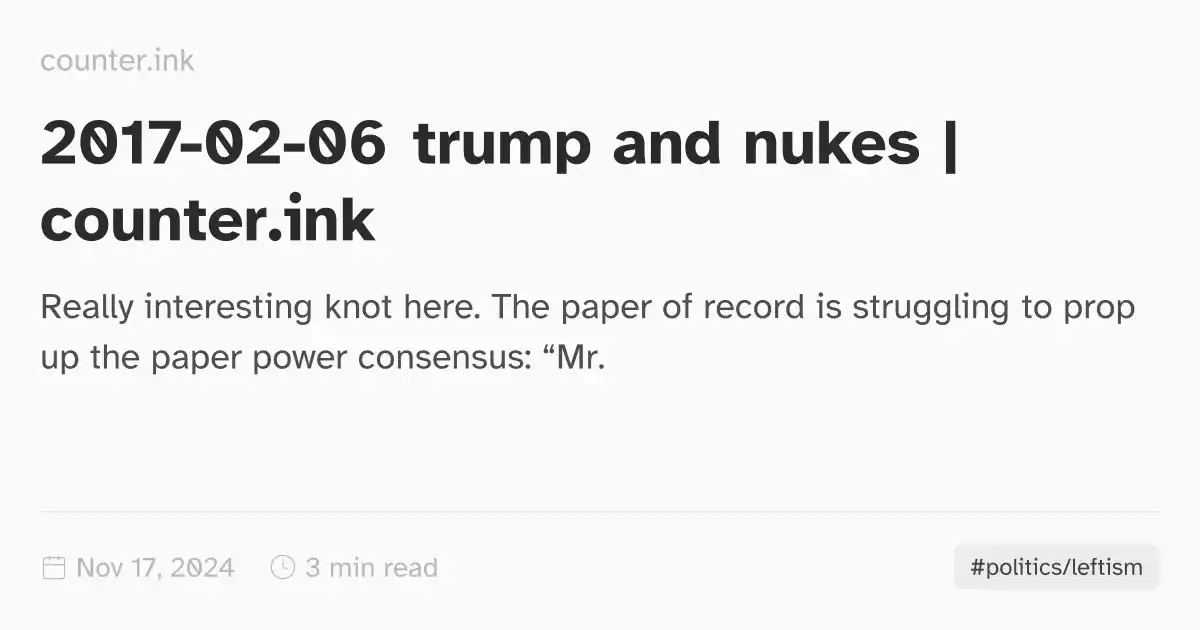 counter.ink
2017-02-06 trump and nukes |
counter.ink
Really interesting knot here. The paper of record is struggling to prop
up the paper power consensus: “Mr.
Nov 17, 2024 3 min read #politics/leftism